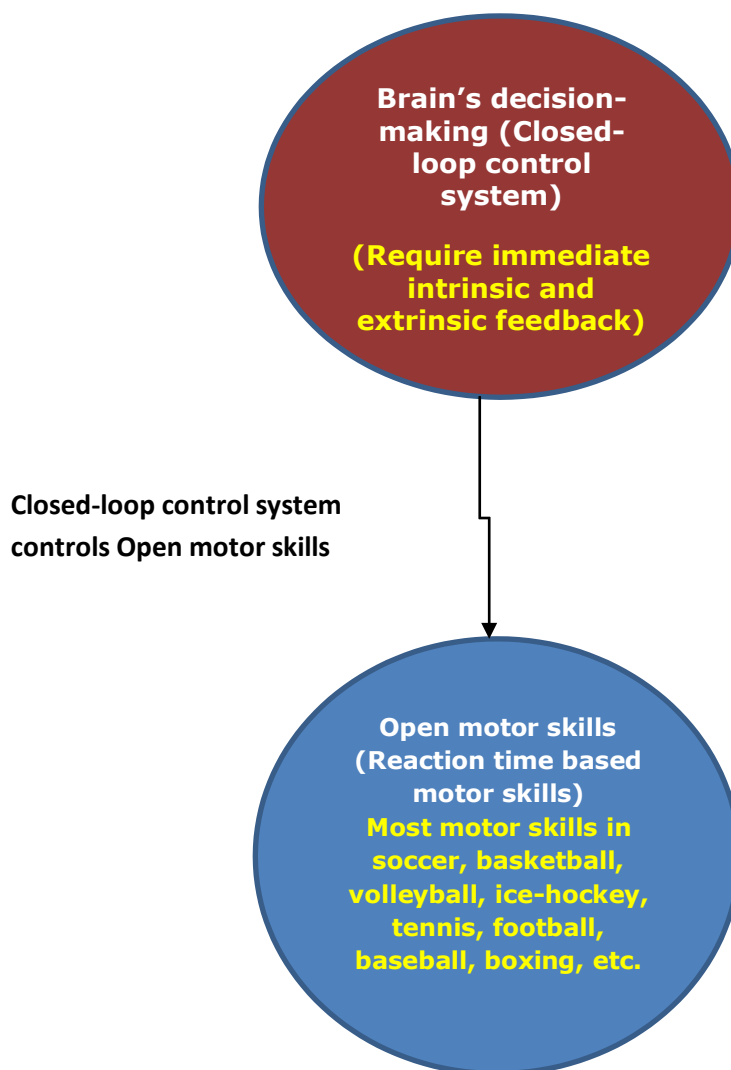 Brain’s decision-
making (Closed-
loop control
system)
(Require immediate
intrinsic and
extrinsic feedback)
Closed-loop control system
controls Open motor skills
Open motor skills
(Reaction time based
motor skills)
Most motor skills in
soccer, basketball,
volleyball, ice-hockey,
tennis, football,
baseball, boxing, etc.